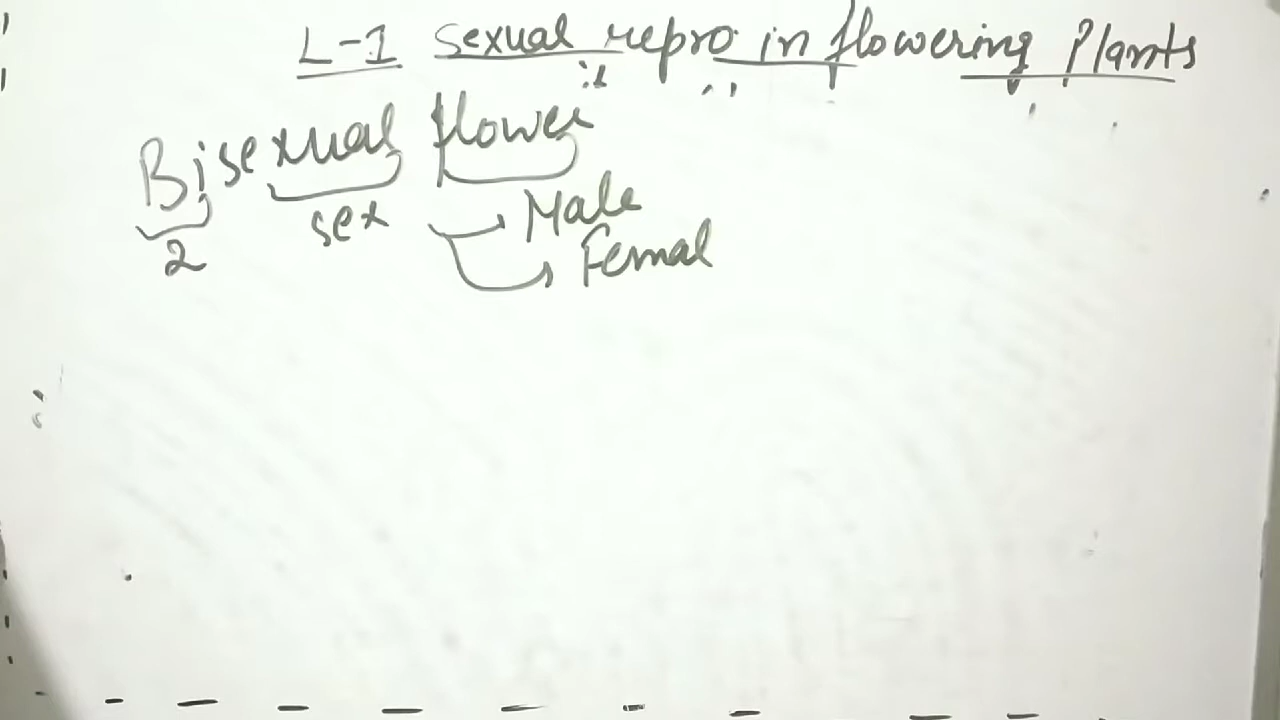 L-1 Sexual repro in flowering Plants
Bisexual flower
2 sex Male
Femal